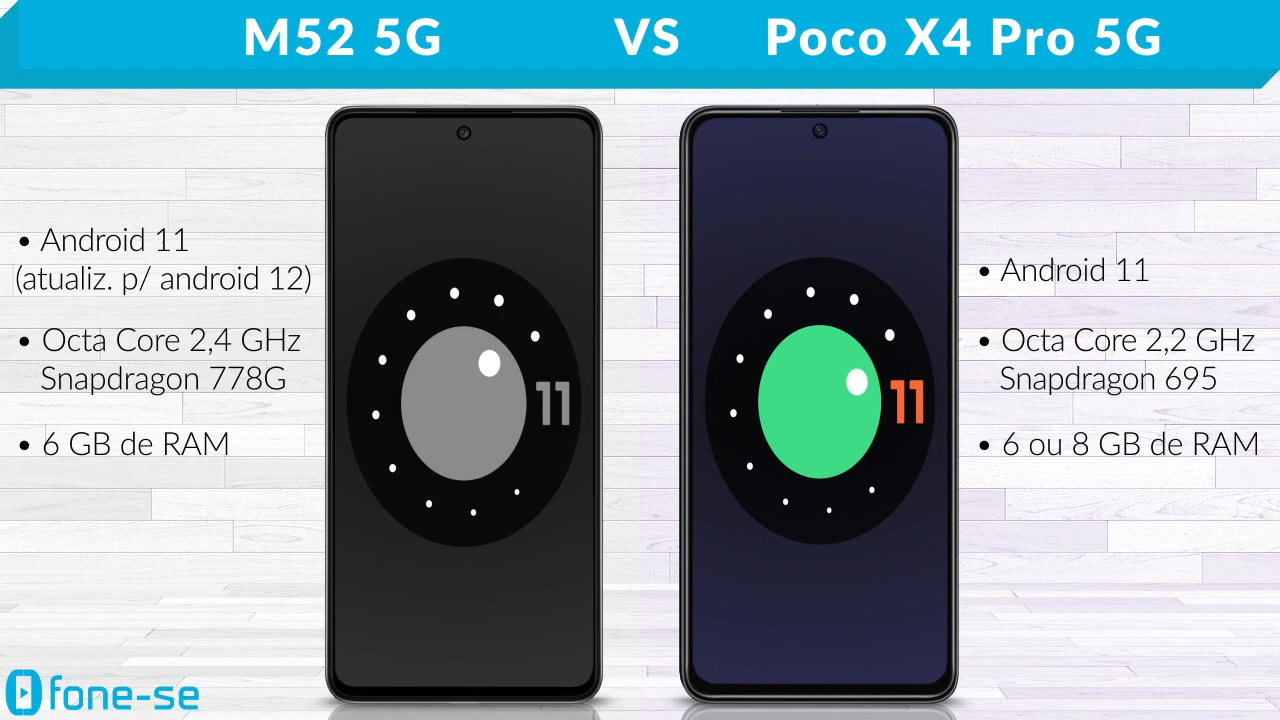 M52 5G VS Poco X4 Pro 5G
• Android 11
(atualiz. p/ android 12)
• Octa Core 2,4 GHz
Snapdragon 778G
• 6 GB de RAM
11
11
• Android 11
• Octa Core 2,2 GHz
Snapdragon 695
• 6 ou 8 GB de RAM
fone-se